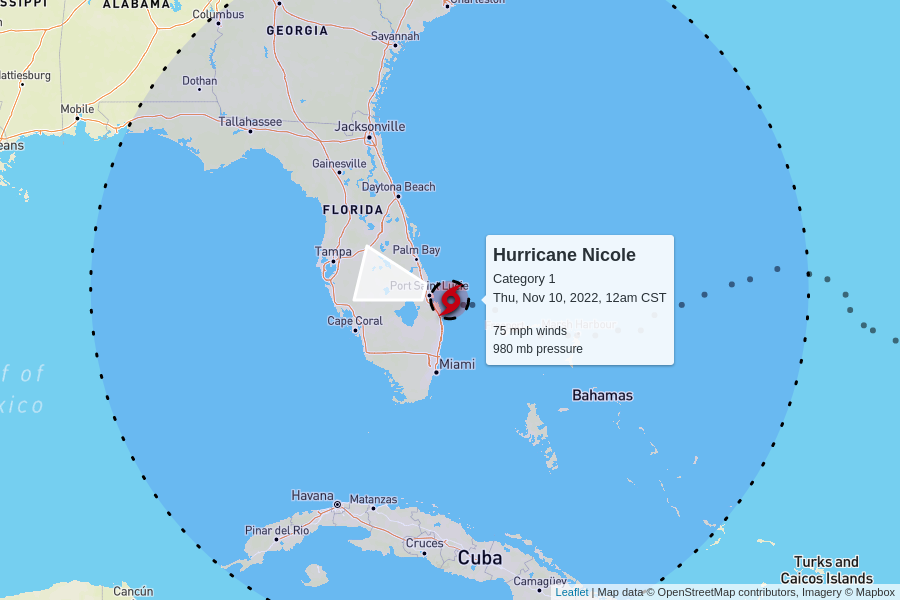 SSIPPI
ALABAMA
Columbus
GEORGIA
Charleston
Savannah
attiesburg
Dothan
Mobile
Tallahassee
Jacksonville
eans
Gainesville
Daytona Beach
FLORIDA
Tampa
Palm Bay
Port Saint Lucie
Hurricane Nicole
Category 1
Thu, Nov 10, 2022, 12am CST
75 mph winds
980 mb pressure
Cape Coral
Miami
f of
xico
Bahamas
Havana
Matanzas
Pinar del Rio
Cruces
Cuba
Camagüey
Cancún
Turks and
Caicos Islands
Leaflet | Map data © OpenStreetMap contributors, Imagery © Mapbox